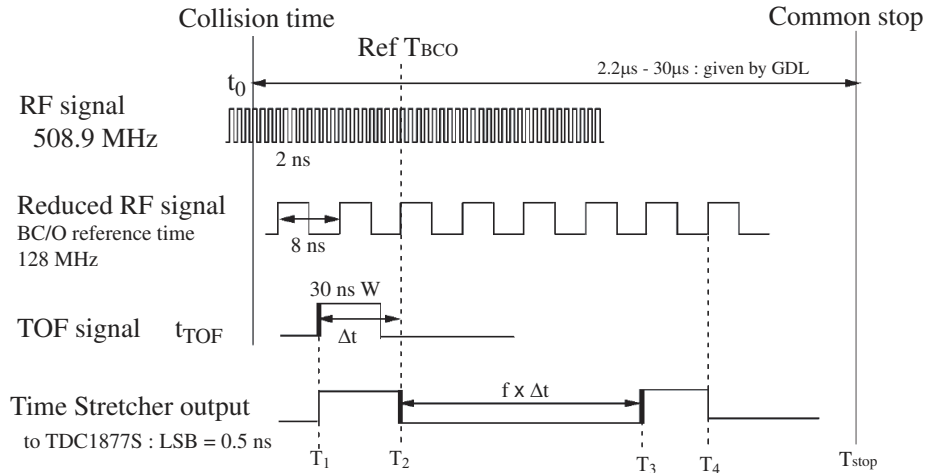 Collision time
Common stop
Ref TBCO
2.2μs - 30μs : given by GDL
t0
RF signal
508.9 MHz
2 ns
Reduced RF signal
BC/O reference time
128 MHz
8 ns
30 ns W
TOF signal tTOF
Δt
Time Stretcher output
f x Δt
to TDC1877S : LSB = 0.5 ns
T1 T2 T3 T4 Tstop